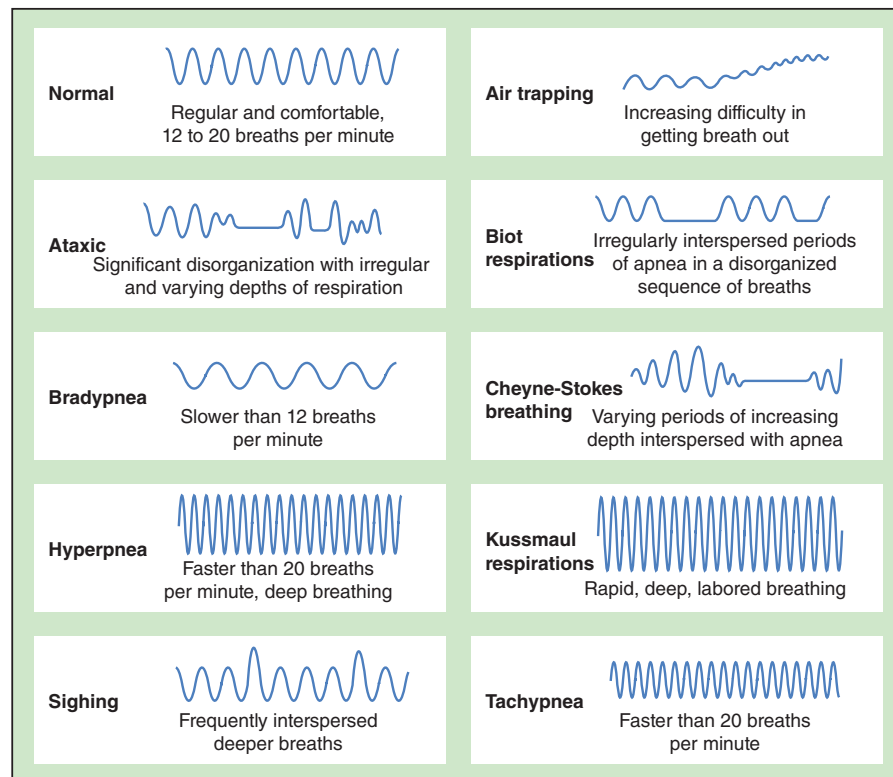 Normal
Regular and comfortable,
12 to 20 breaths per minute
Air trapping
Increasing difficulty in
getting breath out
Ataxic
Significant disorganization with irregular
and varying depths of respiration
Biot
respirations
Irregularly interspersed periods
of apnea in a disorganized
sequence of breaths
Bradypnea
Slower than 12 breaths
per minute
Cheyne-Stokes
breathing
Varying periods of increasing
depth interspersed with apnea
Hyperpnea
Faster than 20 breaths
per minute, deep breathing
Kussmaul
respirations
Rapid, deep, labored breathing
Sighing
Frequently interspersed
deeper breaths
Tachypnea
Faster than 20 breaths
per minute